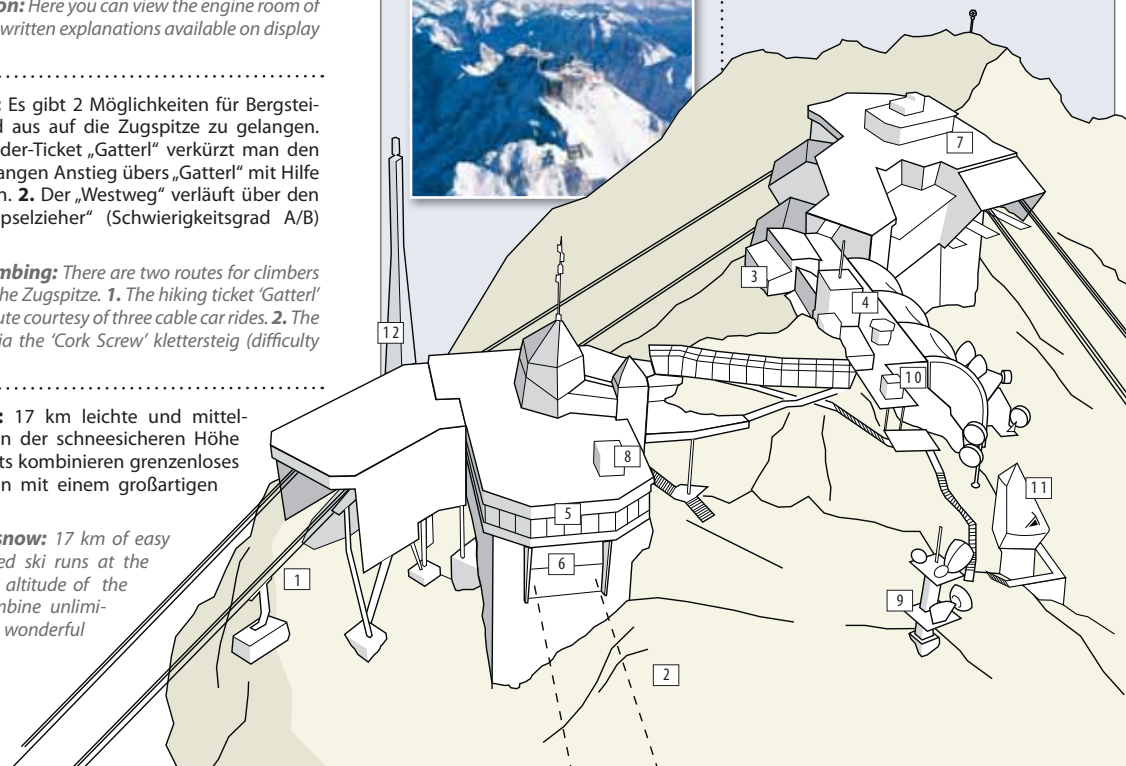 on: Here you can view the engine room of
written explanations available on display
: Es gibt 2 Möglichkeiten für Bergstei-
d aus auf die Zugspitze zu gelangen.
der-Ticket „Gatterl“ verkürzt man den
angen Anstieg übers „Gatterl“ mit Hilfe
n. 2. Der „Westweg“ verläuft über den
pselzieher“ (Schwierigkeitsgrad A/B)
mbing: There are two routes for climbers
he Zugspitze. 1. The hiking ticket ‘Gatterl’
ute courtesy of three cable car rides. 2. The
ia the ‘Cork Screw’ klettersteig (difficulty
: 17 km leichte und mittel-
n der schneesicheren Höhe
ts kombinieren grenzenloses
n mit einem großartigen
snow: 17 km of easy
ed ski runs at the
altitude of the
mbine unlimi-
wonderful
7
3
4
12
10
8
11
5
6
1
9
2